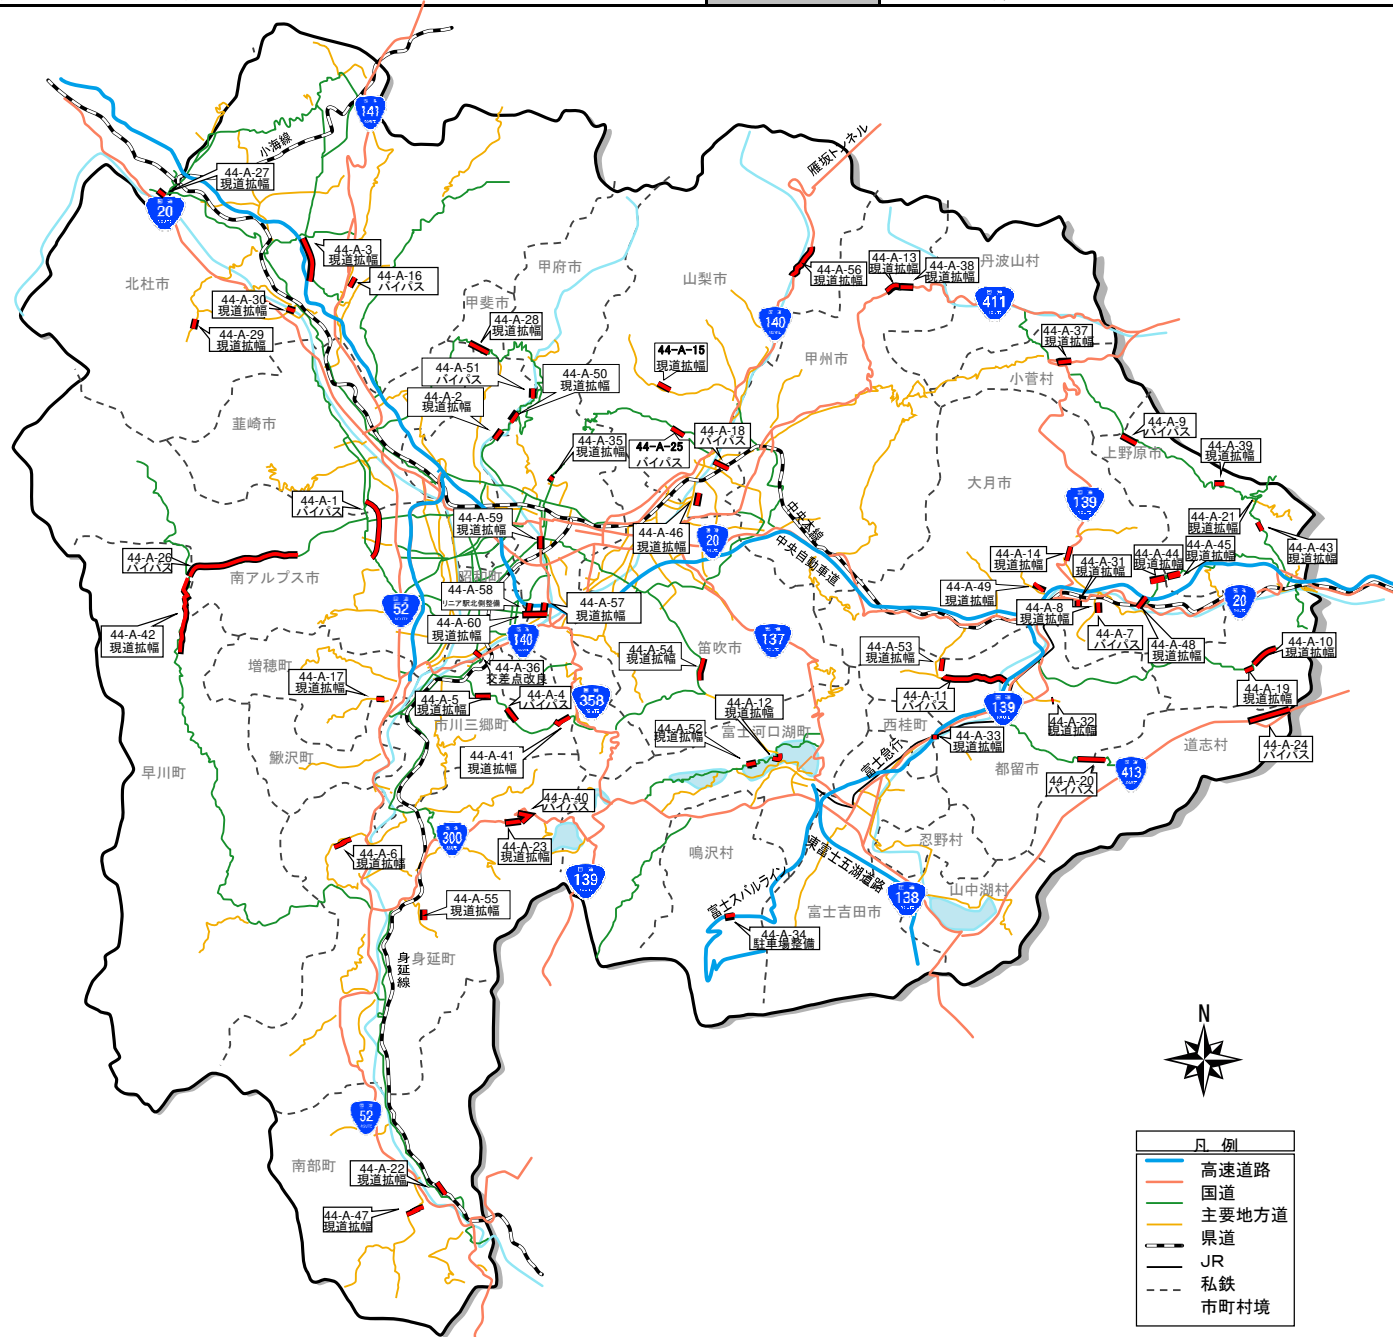 141
小海線
雁坂トンネル
44-A-27
現道拡幅
20
44-A-3
現道拡幅
44-A-16
バイパス
北杜市
甲府市
山梨市
44-A-56
現道拡幅
44-A-13
現道拡幅
44-A-38
現道拡幅
丹波山村
411
44-A-30
現道拡幅
甲斐市
44-A-29
現道拡幅
44-A-28
現道拡幅
140
44-A-37
現道拡幅
44-A-15
現道拡幅
甲州市
小菅村
44-A-51
バイパス
44-A-50
現道拡幅
44-A-2
現道拡幅
韮崎市
44-A-9
バイパス
44-A-18
バイパス
44-A-35
現道拡幅
44-A-25
バイパス
上野原市
44-A-39
現道拡幅
大月市
139
44-A-1
バイパス
44-A-59
現道拡幅
44-A-46
現道拡幅
20
中央本線
中央自動車道
44-A-21
現道拡幅
44-A-43
現道拡幅
44-A-26
バイパス
南アルプス市
昭和町
44-A-14
現道拡幅
44-A-31
現道拡幅
44-A-44
現道拡幅
44-A-45
現道拡幅
44-A-58
リニア駅北側整備
44-A-57
現道拡幅
44-A-49
現道拡幅
44-A-8
現道拡幅
20
52
44-A-60
現道拡幅
140
137
44-A-7
バイパス
44-A-48
現道拡幅
44-A-10
現道拡幅
44-A-42
現道拡幅
笛吹市
44-A-54
現道拡幅
44-A-53
現道拡幅
増穂町
44-A-17
現道拡幅
44-A-36
交差点改良
44-A-5
現道拡幅
44-A-4
バイパス
358
44-A-12
現道拡幅
44-A-11
バイパス
139
44-A-19
現道拡幅
44-A-32
現道拡幅
市川三郷町
44-A-52
現道拡幅
富士河口湖町
西桂町
44-A-33
現道拡幅
道志村
44-A-24
バイパス
鰍沢町
44-A-41
現道拡幅
富士急行
早川町
都留市
44-A-20
バイパス
413
44-A-40
バイパス
300
44-A-23
現道拡幅
44-A-6
現道拡幅
鳴沢村
東富士五湖道路
忍野村
139
富士スバルライン
138
山中湖村
44-A-55
現道拡幅
富士吉田市
44-A-34
駐車場整備
身延線
身延町
N
52
南部町
44-A-22
現道拡幅
44-A-47
現道拡幅
凡 例
高速道路
国道
主要地方道
県道
JR
私鉄
市町村境